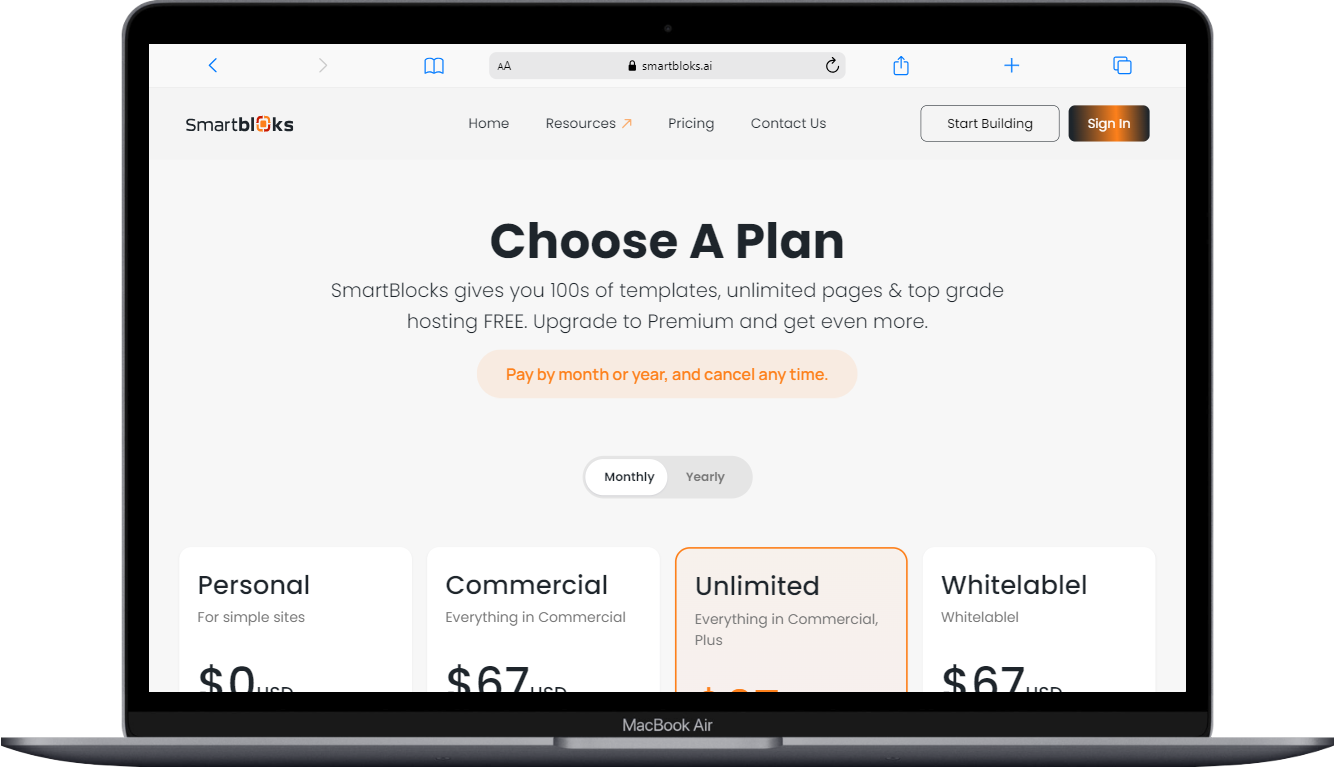 AA smartbloks.ai
Smartbloks Home Resources Pricing Contact Us Start Building Sign In
Choose A Plan
SmartBlocks gives you 100s of templates, unlimited pages & top grade
hosting FREE. Upgrade to Premium and get even more.
Pay by month or year, and cancel any time.
Monthly Yearly
Personal
For simple sites
$0 USD
Commercial
Everything in Commercial
$67 USD
Unlimited
Everything in Commercial,
Plus
Whitelablel
Whitelablel
$67 USD
MacBook Air